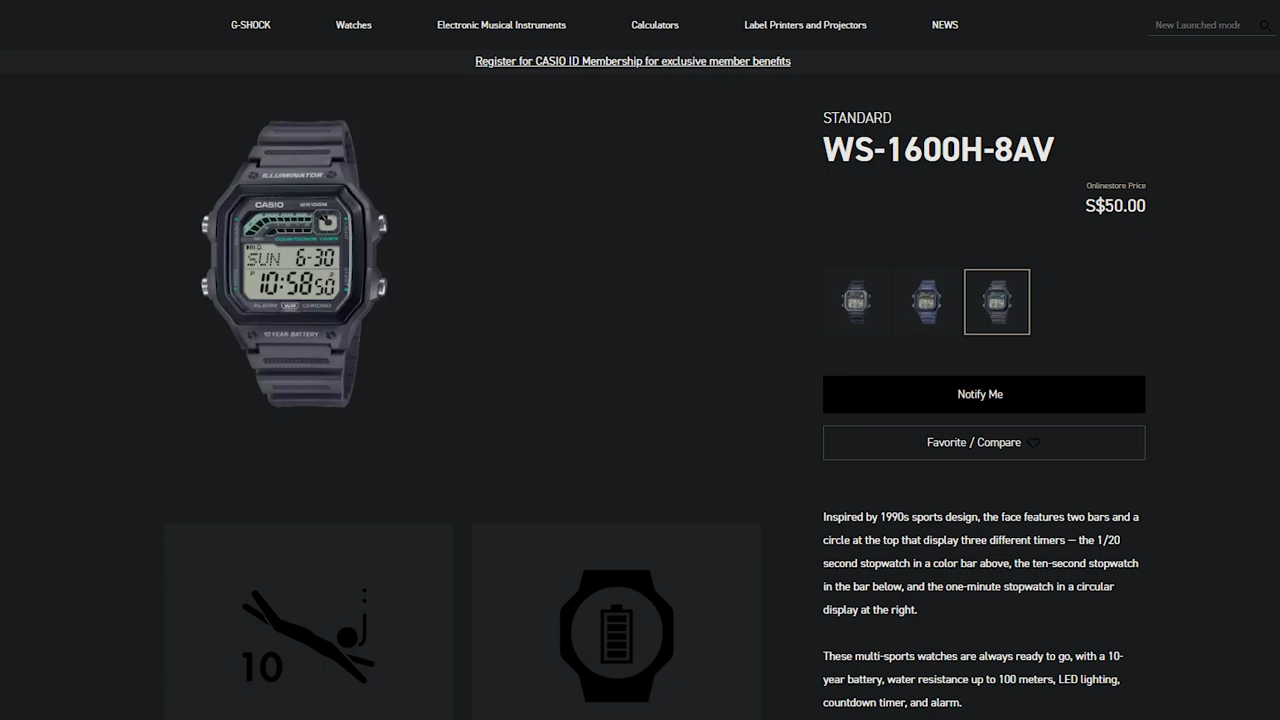 G-SHOCK
Watches
Electronic Musical Instruments
Calculators
Label Printers and Projectors
NEWS
New Launched mode
Register for CASIO ID Membership for exclusive member benefits
ILLUMINATOR
CASIO WR100M
COUNTDOWN TIMER
SUN 6-30
P 10:58 50
ALARM WR CHRONO
10 YEAR BATTERY
STANDARD
WS-1600H-8AV
Onlinestore Price
S$50.00
Notify Me
Favorite / Compare
Inspired by 1990s sports design, the face features two bars and a
circle at the top that display three different timers — the 1/20
second stopwatch in a color bar above, the ten-second stopwatch
in the bar below, and the one-minute stopwatch in a circular
display at the right.
These multi-sports watches are always ready to go, with a 10-
year battery, water resistance up to 100 meters, LED lighting,
countdown timer, and alarm.
10